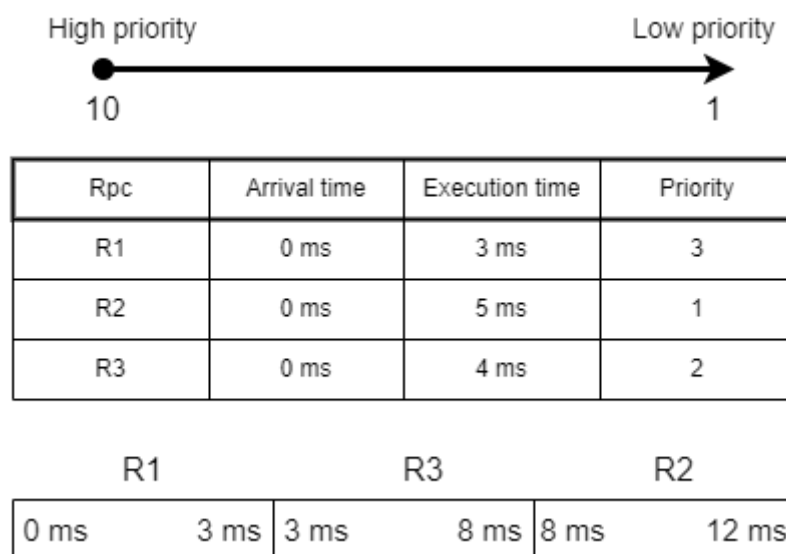 High priority Low priority
10 1
Rpc Arrival time Execution time Priority
R1 0 ms 3 ms 3
R2 0 ms 5 ms 1
R3 0 ms 4 ms 2
R1 R3 R2
0 ms 3 ms 3 ms 8 ms 8 ms 12 ms